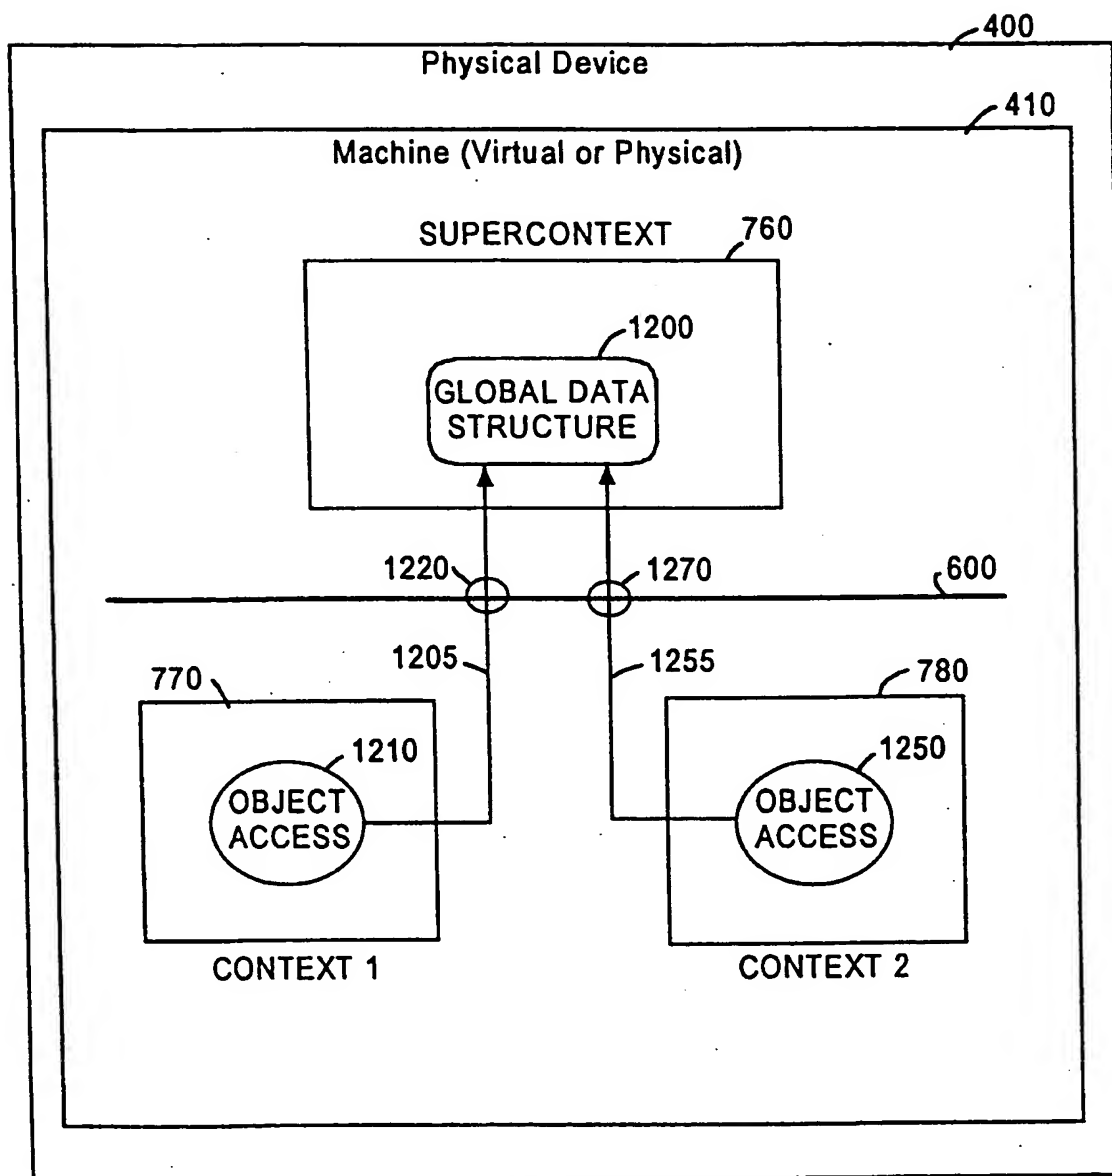 400
Physical Device
410
Machine (Virtual or Physical)
SUPERCONTEXT
760
1200
GLOBAL DATA
STRUCTURE
1220
1270
600
1205
1255
770
780
1210
1250
OBJECT
ACCESS
OBJECT
ACCESS
CONTEXT 1
CONTEXT 2